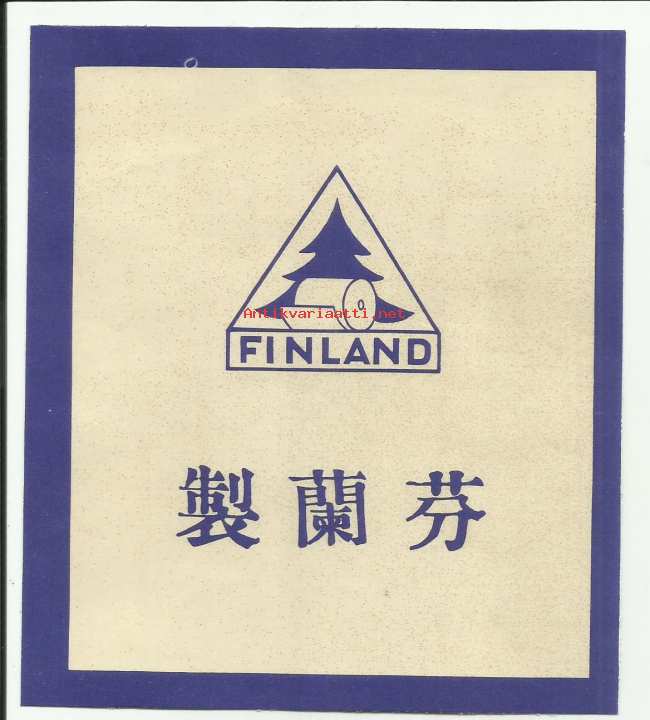 Antikvariaatti.net
FINLAND
芬蘭製